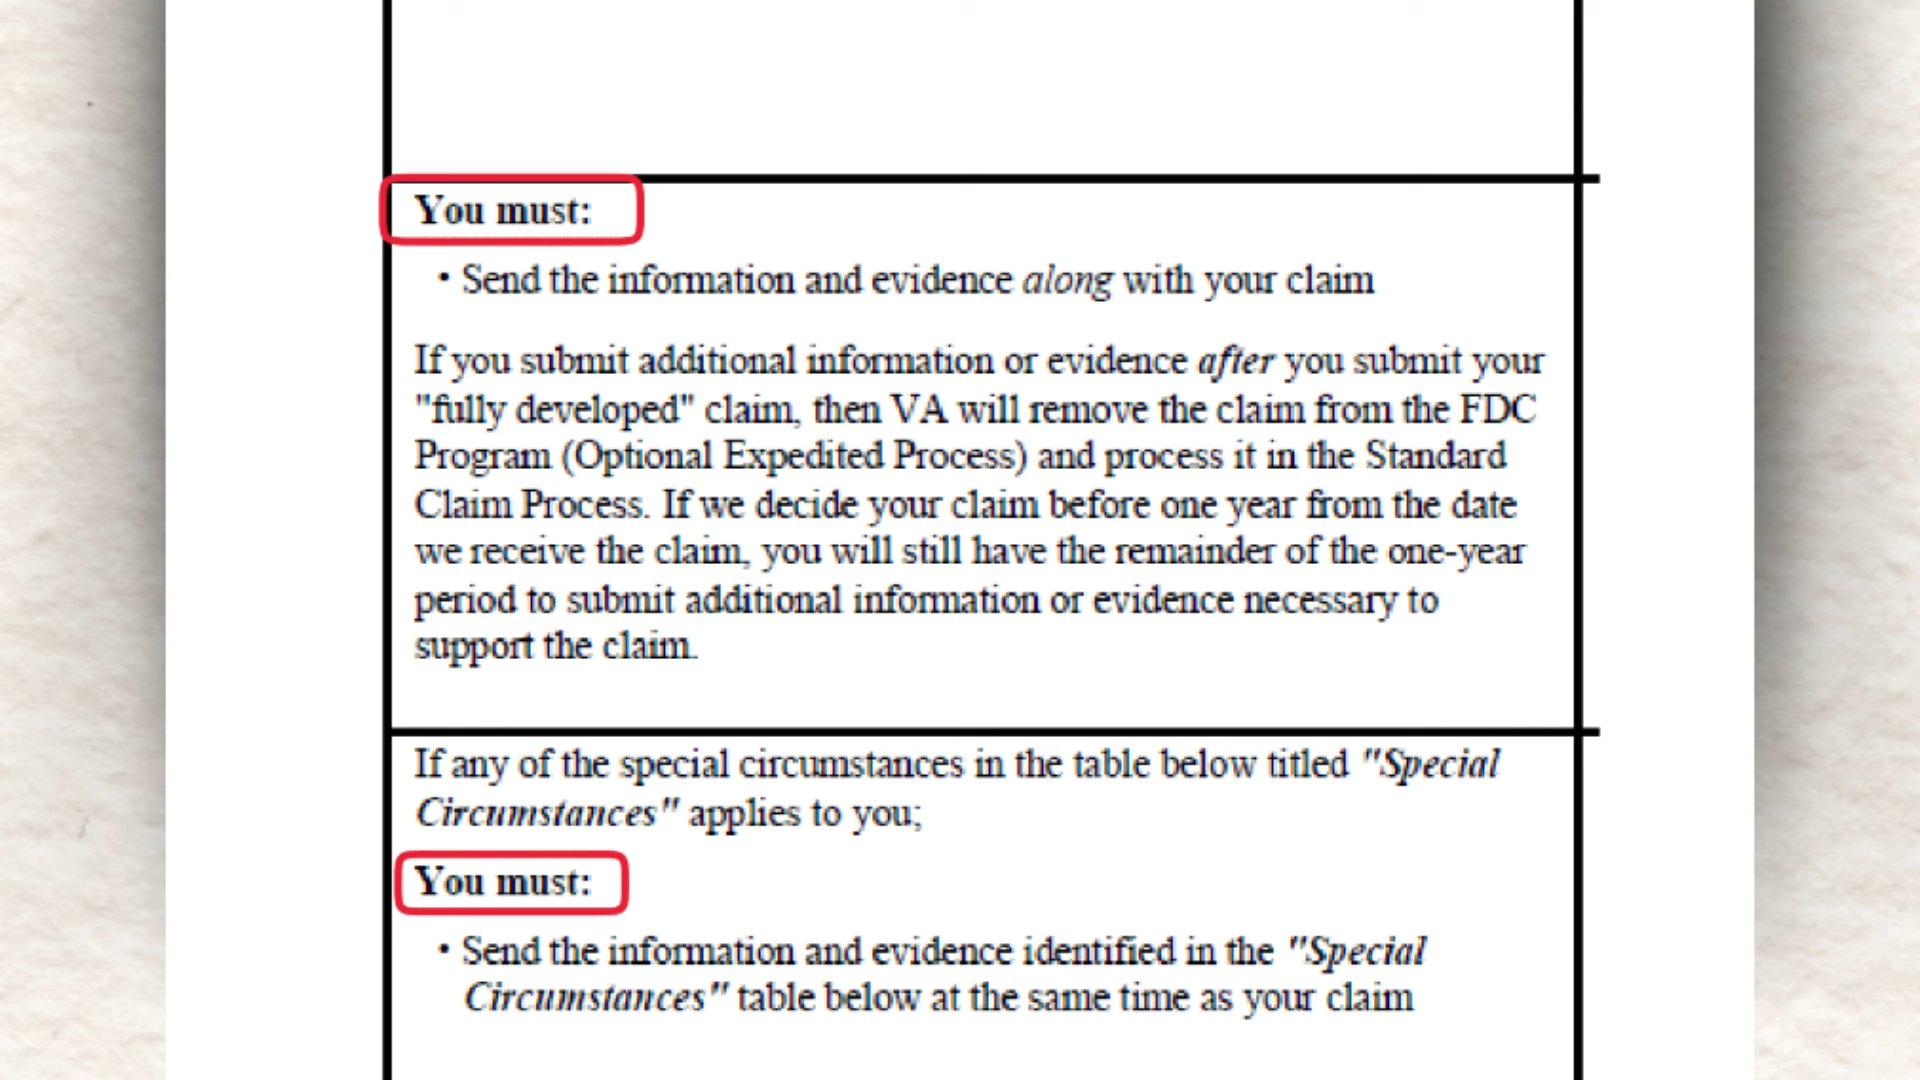 You must:
• Send the information and evidence along with your claim
If you submit additional information or evidence after you submit your
"fully developed" claim, then VA will remove the claim from the FDC
Program (Optional Expedited Process) and process it in the Standard
Claim Process. If we decide your claim before one year from the date
we receive the claim, you will still have the remainder of the one-year
period to submit additional information or evidence necessary to
support the claim.
If any of the special circumstances in the table below titled "Special
Circumstances" applies to you;
You must:
• Send the information and evidence identified in the "Special
Circumstances" table below at the same time as your claim